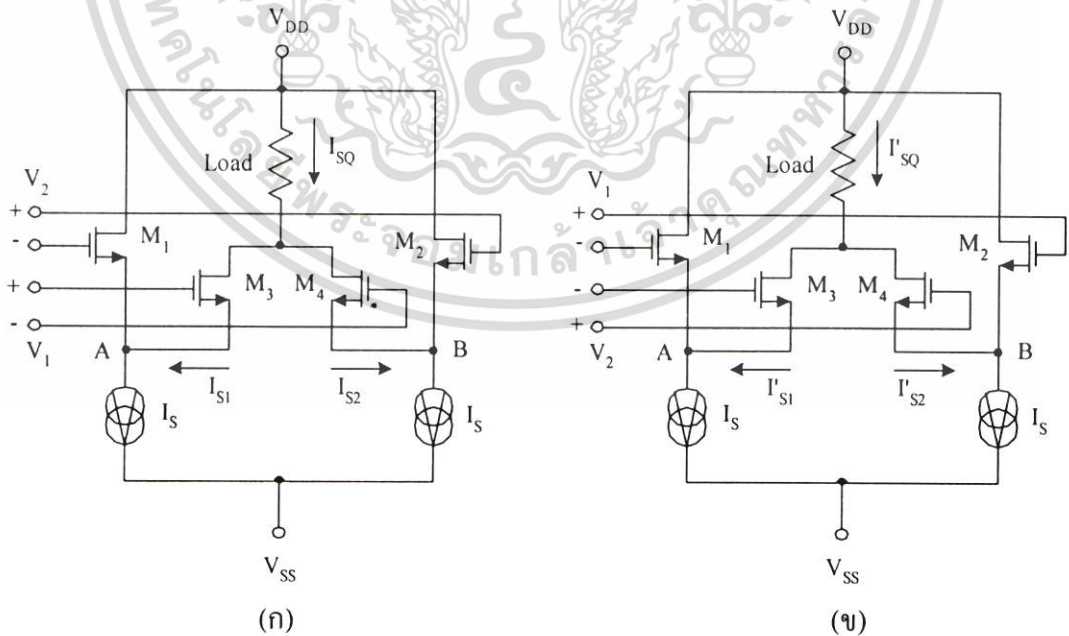 V_DD
I_SQ
Load
V_2
+
-
+
-
V_1
M_1
M_2
M_3
M_4
A
B
I_S1
I_S2
I_S
I_S
V_SS
(ก)
V_DD
I'_SQ
Load
V_1
+
-
-
+
V_2
M_1
M_2
M_3
M_4
A
B
I'_S1
I'_S2
I_S
I_S
V_SS
(ข)